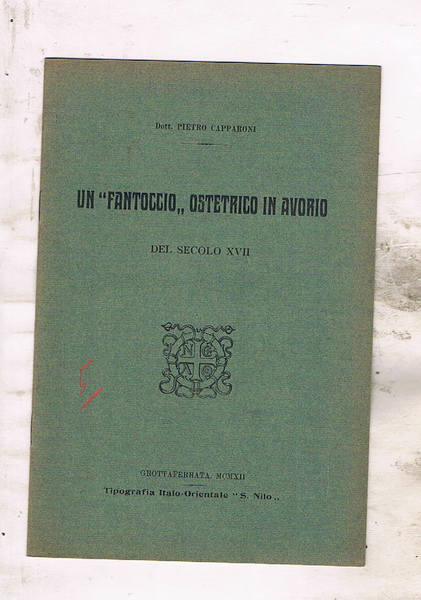 Dott. PIETRO CAPPARONI
UN "FANTOCCIO„ OSTETRICO IN AVORIO
DEL SECOLO XVII
GROTTAFERRATA, MCMXII
Tipografia Italo-Orientale "S. Nilo„